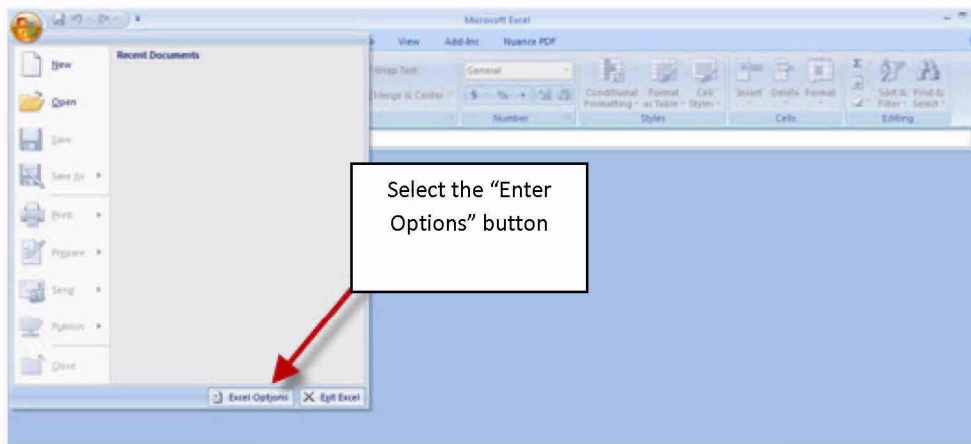 Microsoft Excel
View Add-Ins Nuance PDF
New
Recent Documents
Open
Save
Save As
Print
Prepare
Send
Publish
Close
Wrap Text
Merge & Center
General
$ %
Number
Conditional Formatting
Format as Table
Cell Styles
Styles
Insert Delete Format
Cells
Σ
Sort & Filter
Find & Select
Editing
Select the “Enter
Options” button
Excel Options Exit Excel